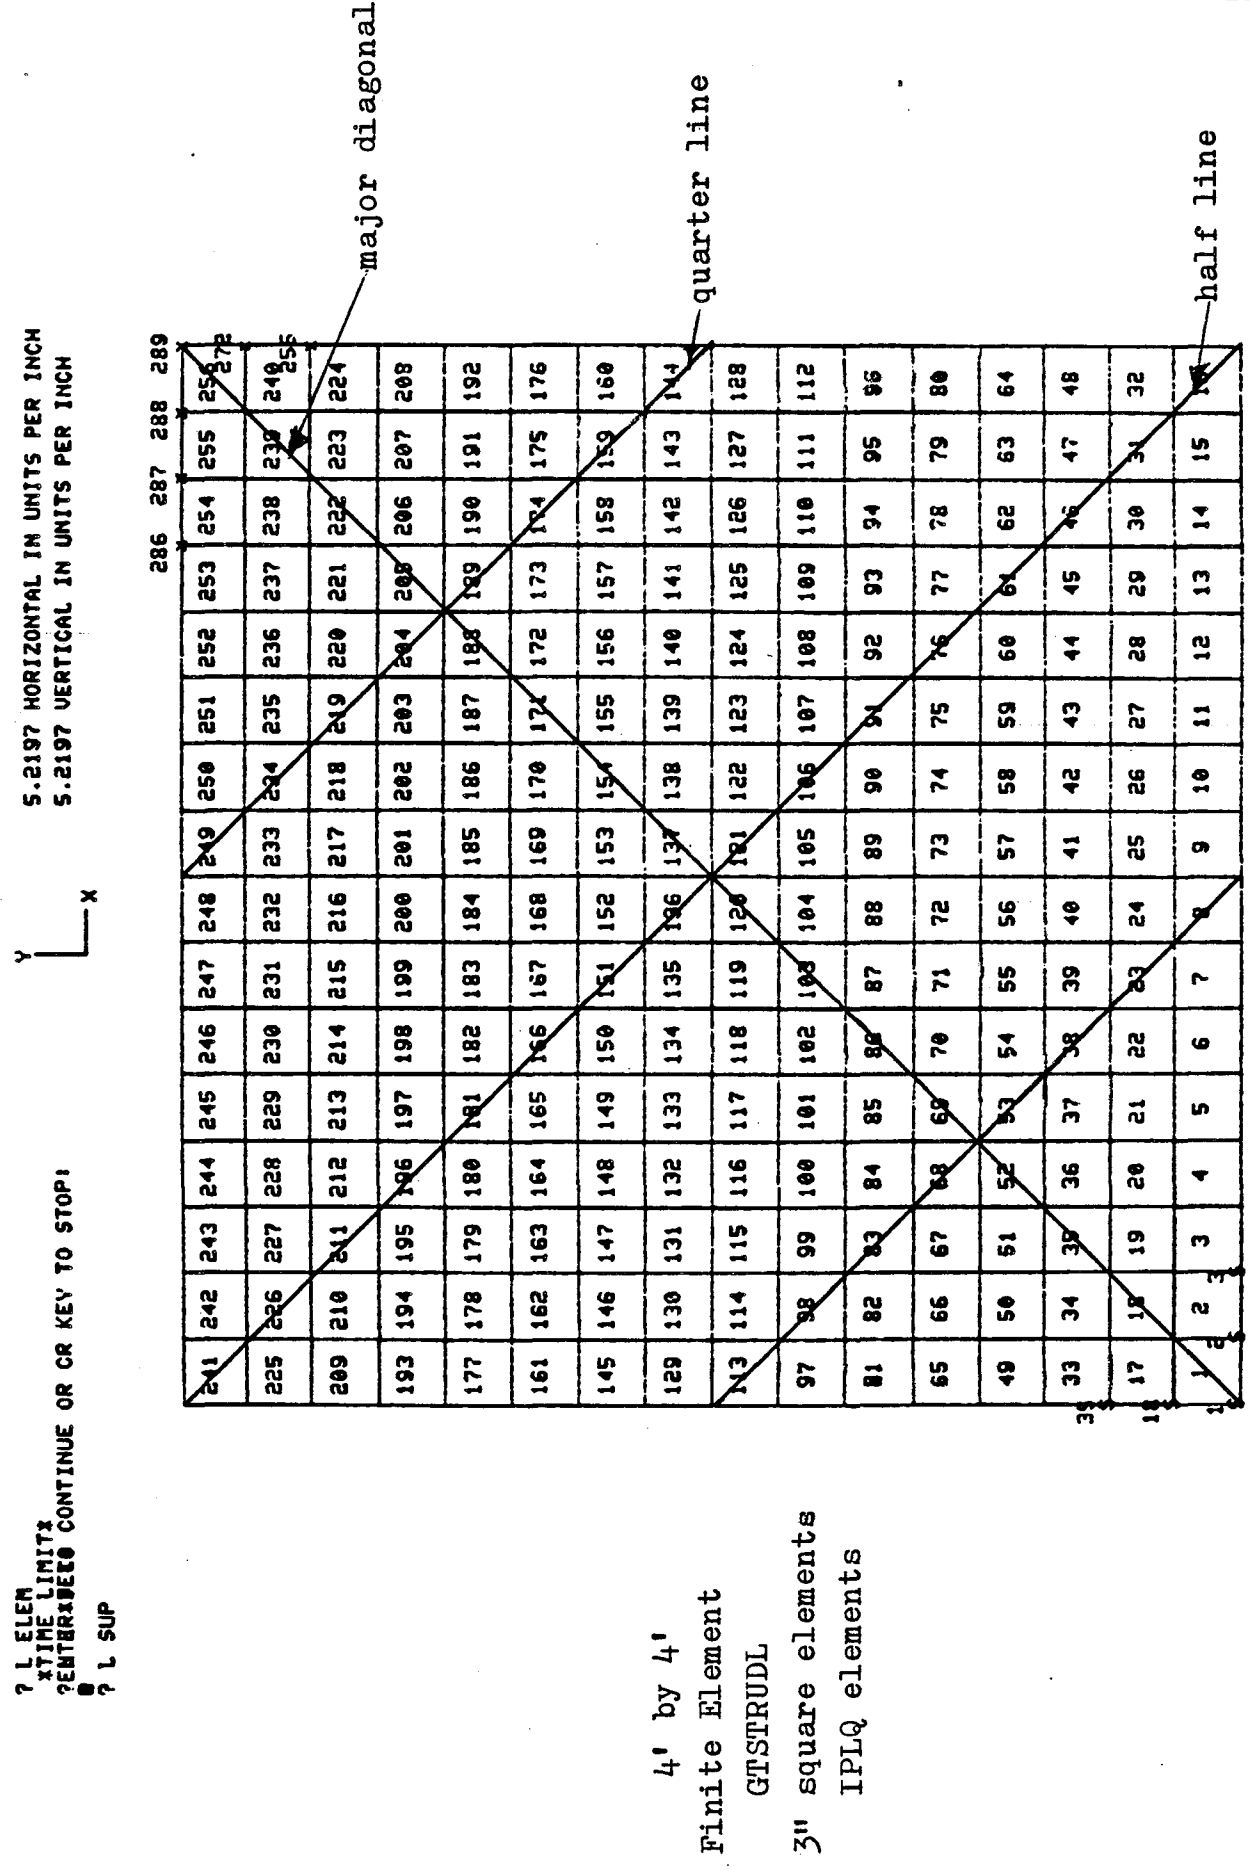 ? L ELEM
*TIME LIMIT*
CONTINUE OR CR KEY TO STOP:
? L SUP
Y
X
5.2197 HORIZONTAL IN UNITS PER INCH
5.2197 VERTICAL IN UNITS PER INCH
286 287 288 289
241 242 243 244 245 246 247 248 249 250 251 252 253 254 255 256
272
225 226 227 228 229 230 231 232 233 234 235 236 237 238 239 240
255
209 210 211 212 213 214 215 216 217 218 219 220 221 222 223 224
193 194 195 196 197 198 199 200 201 202 203 204 205 206 207 208
177 178 179 180 181 182 183 184 185 186 187 188 189 190 191 192
161 162 163 164 165 166 167 168 169 170 171 172 173 174 175 176
145 146 147 148 149 150 151 152 153 154 155 156 157 158 159 160
129 130 131 132 133 134 135 136 137 138 139 140 141 142 143 144
113 114 115 116 117 118 119 120 121 122 123 124 125 126 127 128
97 98 99 100 101 102 103 104 105 106 107 108 109 110 111 112
81 82 83 84 85 86 87 88 89 90 91 92 93 94 95 96
65 66 67 68 69 70 71 72 73 74 75 76 77 78 79 80
49 50 51 52 53 54 55 56 57 58 59 60 61 62 63 64
33 34 35 36 37 38 39 40 41 42 43 44 45 46 47 48
35
17 18 19 20 21 22 23 24 25 26 27 28 29 30 31 32
18
1 2 3 4 5 6 7 8 9 10 11 12 13 14 15 16
1 2 3
major diagonal
quarter line
half line
4' by 4'
Finite Element
GTSTRUDL
3" square elements
IPLQ elements